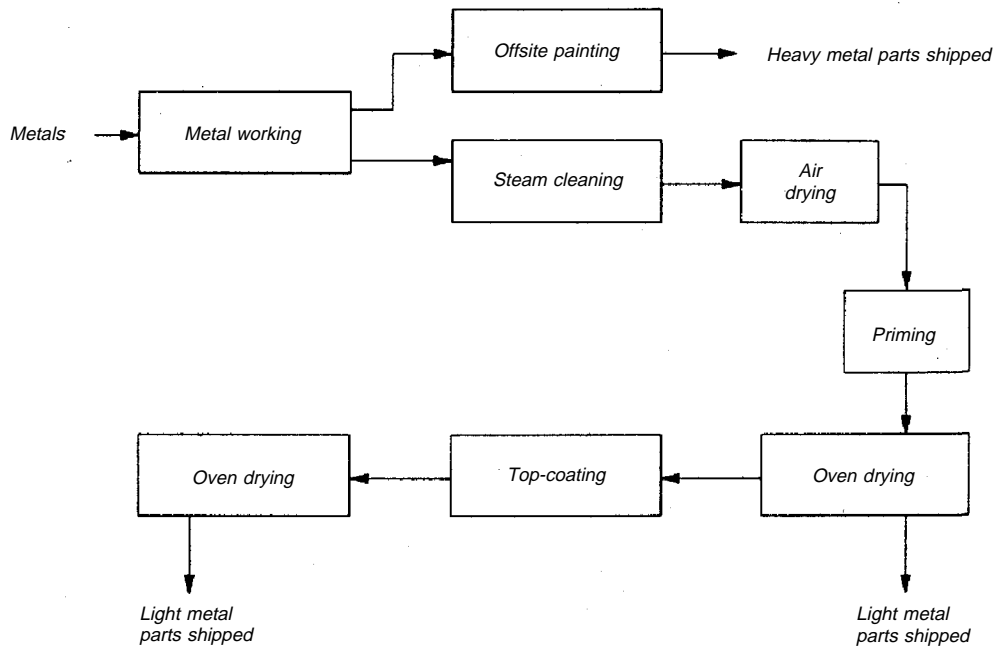 Offsite painting
Heavy metal parts shipped
Metals
Metal working
Steam cleaning
Air
drying
Priming
Oven drying
Top-coating
Oven drying
Light metal
parts shipped
Light metal
parts shipped